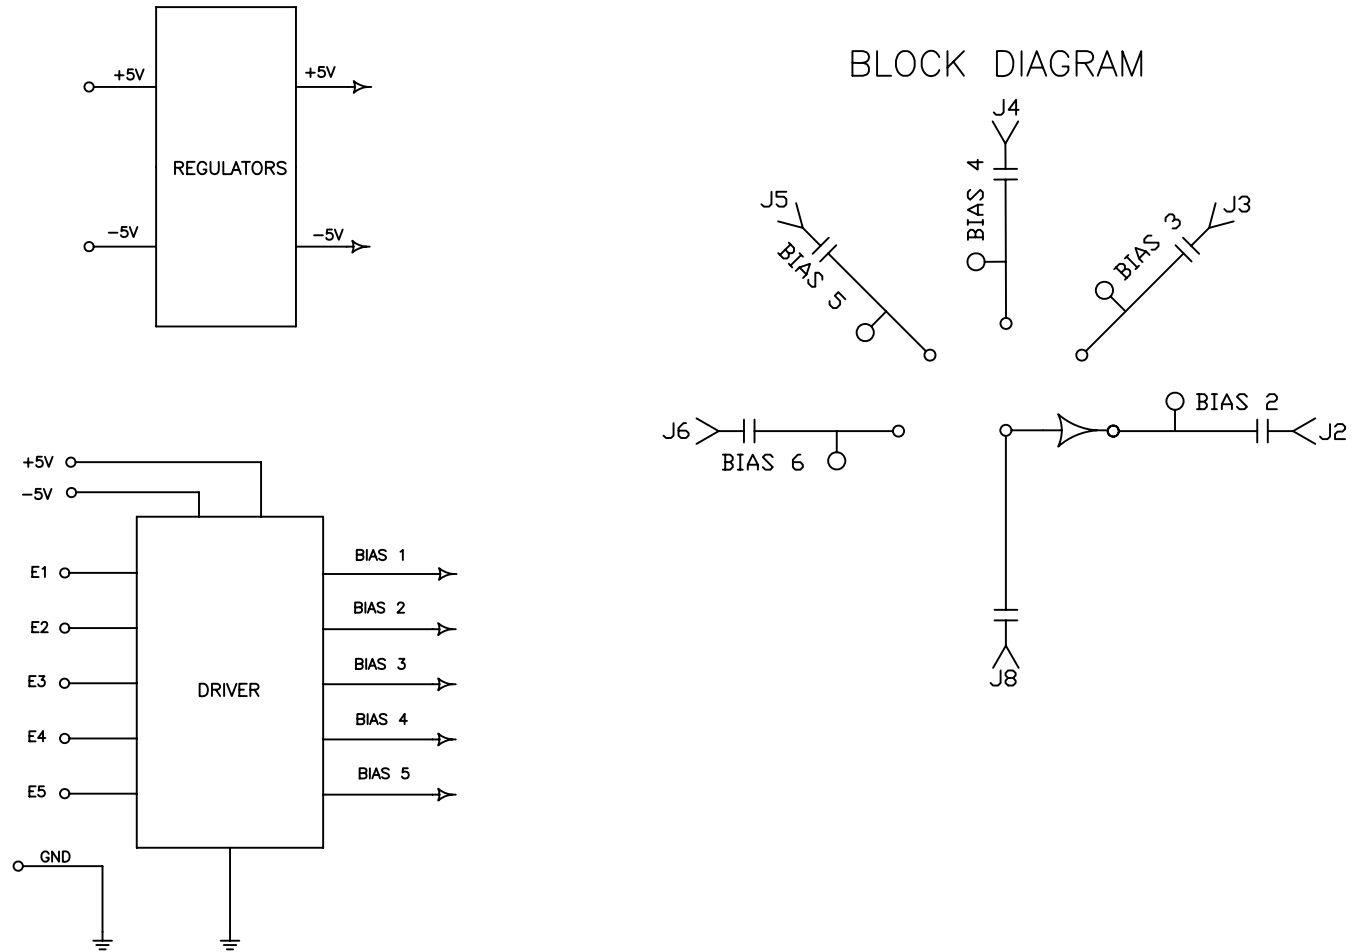 BLOCK DIAGRAM
+5V
+5V
REGULATORS
-5V
-5V
J4
BIAS 4
J5
BIAS 5
J3
BIAS 3
J6
BIAS 6
BIAS 2
J2
J8
+5V
-5V
E1
BIAS 1
E2
BIAS 2
E3
BIAS 3
DRIVER
E4
BIAS 4
E5
BIAS 5
GND